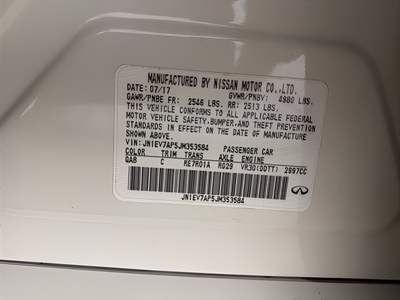 MANUFACTURED BY NISSAN MOTOR CO.,LTD.
DATE: 07/17 GVWR/PNBV: 4980 LBS.
GAWR/PNBE FR: 2546 LBS. RR: 2513 LBS.
THIS VEHICLE CONFORMS TO ALL APPLICABLE FEDERAL
MOTOR VEHICLE SAFETY,BUMPER, AND THEFT PREVENTION
STANDARDS IN EFFECT ON THE DATE OF MANUFACTURE
SHOWN ABOVE.
VIN: JN1EV7AP5JM353584 PASSENGER CAR
COLOR TRIM TRANS AXLE ENGINE
QAB C RE7R01A RG29 VR30(DDTT) 2997CC
JN1EV7AP5JM353584